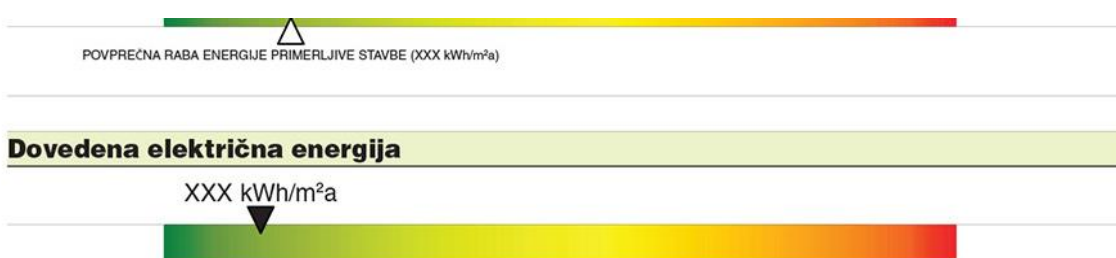 POVPREČNA RABA ENERGIJE PRIMERLJIVE STAVBE (XXX kWh/m²a)
Dovedena električna energija
XXX kWh/m²a